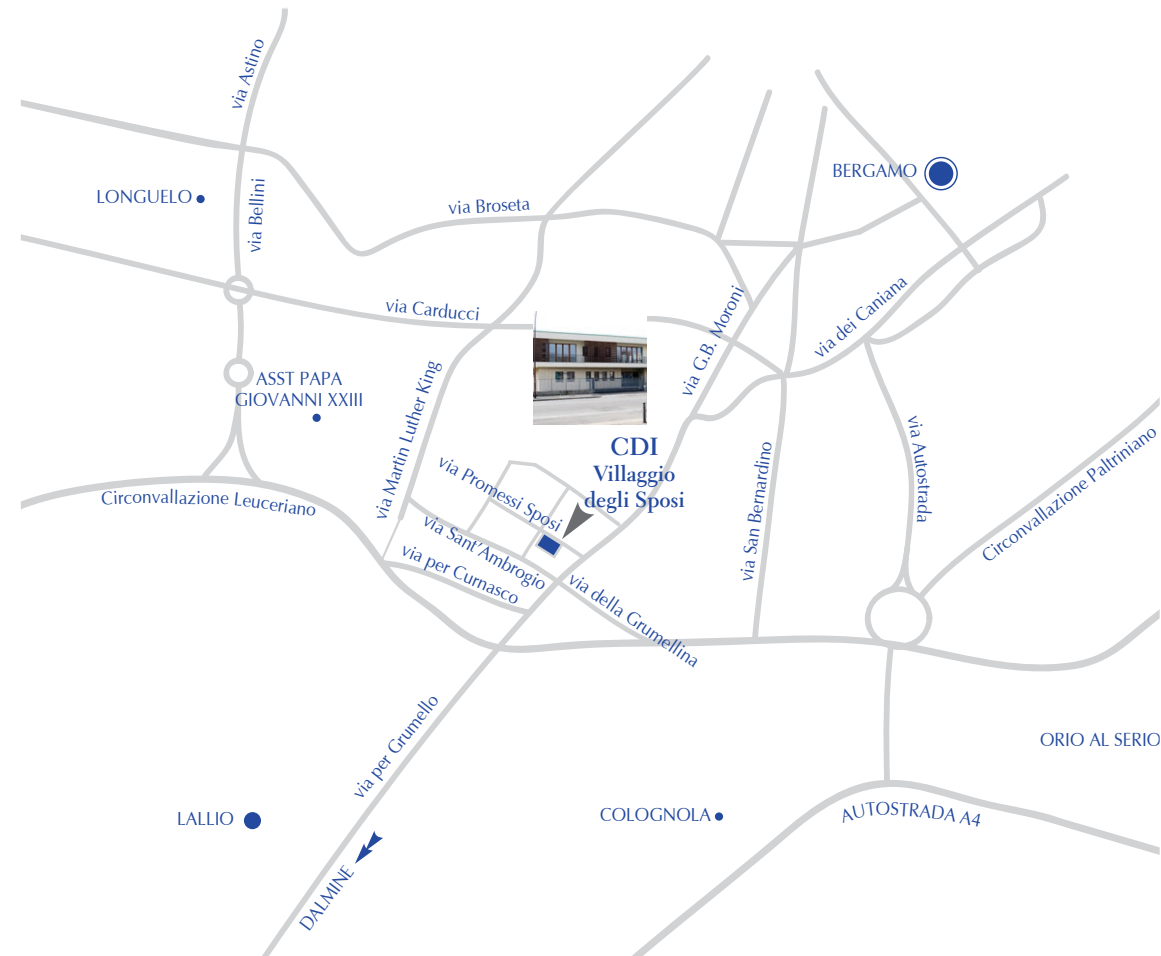 via Astino
BERGAMO
LONGUELO
via Bellini
via Broseta
via Carducci
via G.B. Moroni
via dei Caniana
ASST PAPA
GIOVANNI XXIII
via Martin Luther King
CDI
Villaggio
degli Sposi
via Promessi Sposi
via Autostrada
Circonvallazione Paltriniano
Circonvallazione Leuceriano
via San Bernardino
via Sant'Ambrogio
via per Curnasco
via della Grumellina
via per Grumello
ORIO AL SERIO
LALLIO
COLOGNOLA
AUTOSTRADA A4
DALMINE